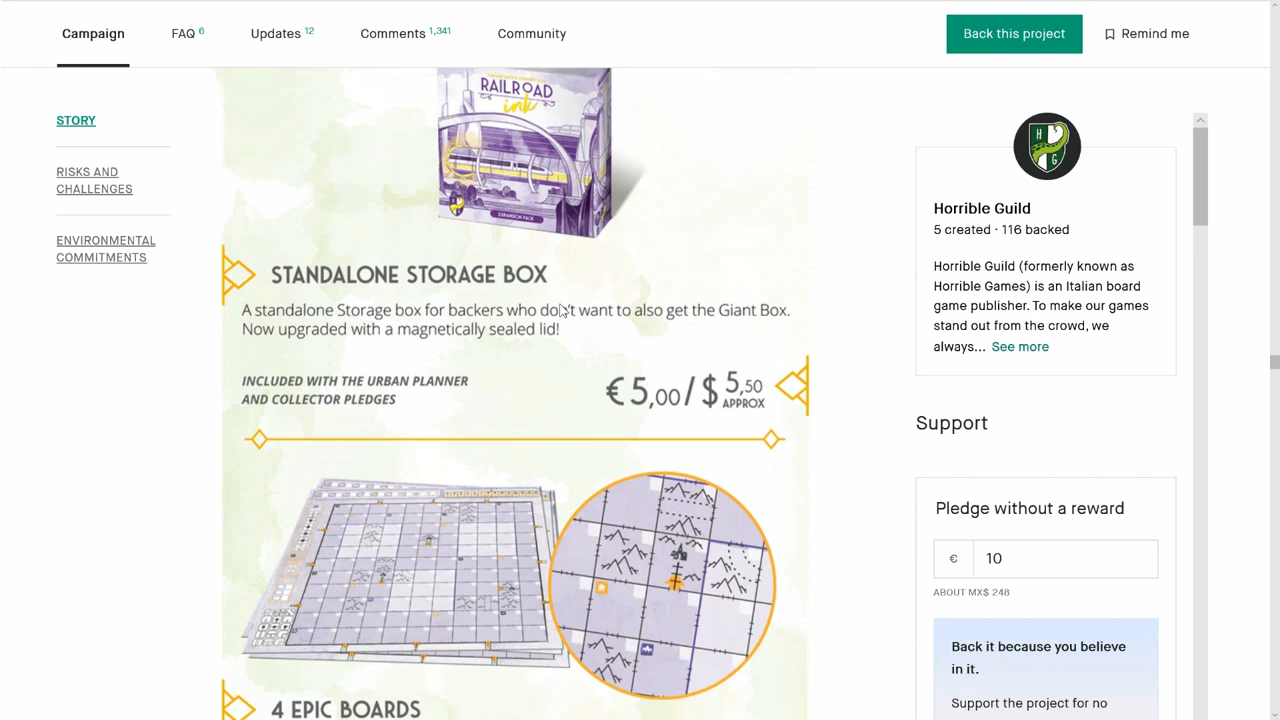 Campaign FAQ 6 Updates 12 Comments 1,341 Community Back this project Remind me
STORY
RISKS AND
CHALLENGES
ENVIRONMENTAL
COMMITMENTS
RAILROAD
ink
EXPANSION PACK
STANDALONE STORAGE BOX
A standalone Storage box for backers who don't want to also get the Giant Box.
Now upgraded with a magnetically sealed lid!
INCLUDED WITH THE URBAN PLANNER
AND COLLECTOR PLEDGES
€ 5,00 / $ 5,50
APPROX
4 EPIC BOARDS
H G
Horrible Guild
5 created · 116 backed
Horrible Guild (formerly known as
Horrible Games) is an Italian board
game publisher. To make our games
stand out from the crowd, we
always... See more
Support
Pledge without a reward
€ 10
ABOUT MX$ 248
Back it because you believe
in it.
Support the project for no